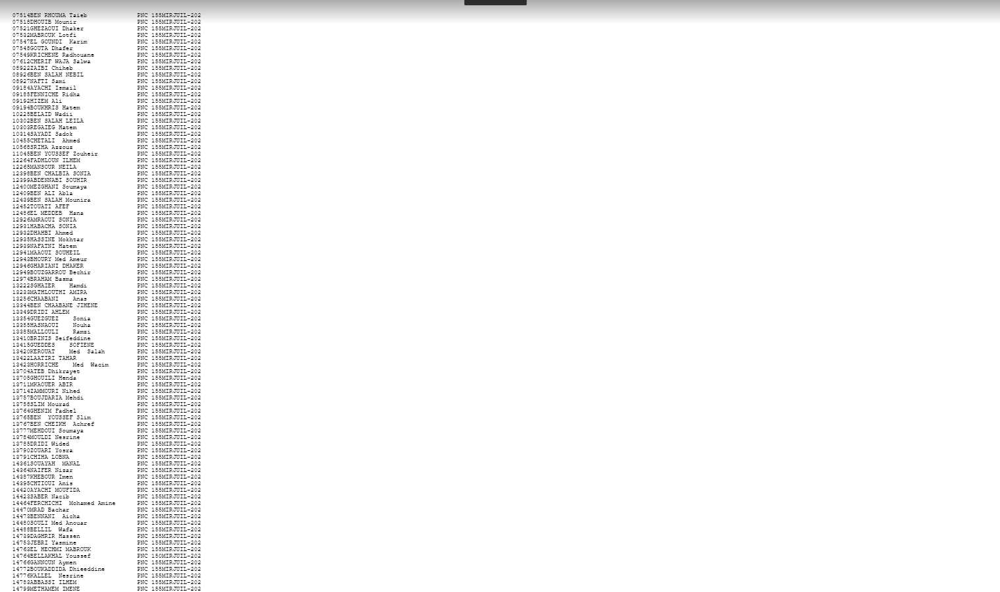 07514BEN RHOUMA Taieb              PNC 155MIRJUIL-202
07518DHOUIB Mounir                 PNC 155MIRJUIL-202
07521GHEZAOUI Dhaker               PNC 155MIRJUIL-202
07532MABROUK Lotfi                 PNC 155MIRJUIL-202
07547EL GOUNDI  Karim              PNC 155MIRJUIL-202
07548GOUTA Dhafer                  PNC 155MIRJUIL-202
07549KRICHENE Radhouane            PNC 155MIRJUIL-202
07612CHERIF WAJA Salwa             PNC 155MIRJUIL-202
08922ZAIBI Chiheb                  PNC 155MIRJUIL-202
08926BEN SALAH NEBIL               PNC 155MIRJUIL-202
08927NAFTI Sami                    PNC 155MIRJUIL-202
09184AYACHI Ismail                 PNC 155MIRJUIL-202
09185FENNICHE Ridha                PNC 155MIRJUIL-202
09192HIZEM Ali                     PNC 155MIRJUIL-202
09194BOUKHRIS Hatem                PNC 155MIRJUIL-202
10225BELAID Wadii                  PNC 155MIRJUIL-202
10302BEN SALAH LEILA               PNC 155MIRJUIL-202
10303REGAIEG Hatem                 PNC 155MIRJUIL-202
10314SAYADI Sadok                  PNC 155MIRJUIL-202
10455CHETALI  Ahmed                PNC 155MIRJUIL-202
10568SRIHA Azzouz                  PNC 155MIRJUIL-202
11045BEN YOUSSEF Zouheir           PNC 155MIRJUIL-202
12264FADHLOUN ILHEM                PNC 155MIRJUIL-202
12265MANSOUR NEILA                 PNC 155MIRJUIL-202
12398BEN CHALBIA SONIA             PNC 155MIRJUIL-202
12399ABDENNABI SOUHIR              PNC 155MIRJUIL-202
12400MEZGHANI Soumaya              PNC 155MIRJUIL-202
12409BEN ALI Abla                  PNC 155MIRJUIL-202
12439BEN SALAH Mounira             PNC 155MIRJUIL-202
12452TOUATI AFEF                   PNC 155MIRJUIL-202
12486EL MEDDEB  Hana               PNC 155MIRJUIL-202
12926AMRAOUI SONIA                 PNC 155MIRJUIL-202
12931HABACHA SONIA                 PNC 155MIRJUIL-202
12932DHAHBI Ahmed                  PNC 155MIRJUIL-202
12935HASSINE Mokhtar               PNC 155MIRJUIL-202
12939NAFATNI Hatem                 PNC 155MIRJUIL-202
12941MAAOUI SOUHEIL                PNC 155MIRJUIL-202
12943BHOURY Med Ameur              PNC 155MIRJUIL-202
12946GHARIANI DHAKER               PNC 155MIRJUIL-202
12949BOUZGARROU Bechir             PNC 155MIRJUIL-202
12974BRAHAM Basma                  PNC 155MIRJUIL-202
13222SGHAIER    Hamdi              PNC 155MIRJUIL-202
13233MATHLOUTHI AMIRA              PNC 155MIRJUIL-202
13256CHAABANI    Anas              PNC 155MIRJUIL-202
13344BEN CHAABANE JIHENE           PNC 155MIRJUIL-202
13349DRIDI AHLEM                   PNC 155MIRJUIL-202
13354GUEZGUEZ    Sonia             PNC 155MIRJUIL-202
13355HASNAOUI    Nouha             PNC 155MIRJUIL-202
13385MALLOULI    Ramzi             PNC 155MIRJUIL-202
13410BRINIS Seifeddine             PNC 155MIRJUIL-202
13415GUEDDES    SOFIENE            PNC 155MIRJUIL-202
13420KEROUAT    Med  Salah         PNC 155MIRJUIL-202
13422LAATIRI TAHAR                 PNC 155MIRJUIL-202
13423HORRICHE    Med  Wacim        PNC 155MIRJUIL-202
13704ATEB Dhikrayet                PNC 155MIRJUIL-202
13705GHOUILI Henda                 PNC 155MIRJUIL-202
13711MKAOUER ABIR                  PNC 155MIRJUIL-202
13714ZAMMOURI Nihed                PNC 155MIRJUIL-202
13757BOUJDARIA Mehdi               PNC 155MIRJUIL-202
13758SLIM Mourad                   PNC 155MIRJUIL-202
13764GHENIM Fadhel                 PNC 155MIRJUIL-202
13765BEN  YOUSSEF Slim             PNC 155MIRJUIL-202
13767BEN CHEIKH  Achref            PNC 155MIRJUIL-202
13777MEHDOUI Soumaya               PNC 155MIRJUIL-202
13784MOULDI Nesrine                PNC 155MIRJUIL-202
13785DRIDI Wided                   PNC 155MIRJUIL-202
13790ZOUARI Yosra                  PNC 155MIRJUIL-202
13791CHIHA LOBNA                   PNC 155MIRJUIL-202
14361SOUAYAH  MANAL                PNC 155MIRJUIL-202
14364NAIFER Nizar                  PNC 155MIRJUIL-202
14387KHEBOUR Imen                  PNC 155MIRJUIL-202
14395CHTIOUI Anis                  PNC 155MIRJUIL-202
14420AYACHI MOUFIDA                PNC 155MIRJUIL-202
14423SABER Nacib                   PNC 155MIRJUIL-202
14464FERCHICHI  Mohamed Amine      PNC 155MIRJUIL-202
14470MRAD Bachar                   PNC 155MIRJUIL-202
14473BENNANI  Aicha                PNC 155MIRJUIL-202
14480SOULI Med Anouar              PNC 155MIRJUIL-202
14488BELLIL  Wafa                  PNC 155MIRJUIL-202
14739DAGHRIR Hassen                PNC 155MIRJUIL-202
14753JEBRI Yasmine                 PNC 155MIRJUIL-202
14763EL HECHMI MABROUK             PNC 155MIRJUIL-202
14764BELLAKHAL Youssef             PNC 150MIRJUIL-202
14766GANNOUN Aymen                 PNC 155MIRJUIL-202
14772BOUKADDIDA Dhieeddine         PNC 155MIRJUIL-202
14776KALLEL  Nesrine               PNC 155MIRJUIL-202
14783ABBASSI ILHEM                 PNC 155MIRJUIL-202
14799METHAMEM IMENE                PNC 155MIRJUIL-202